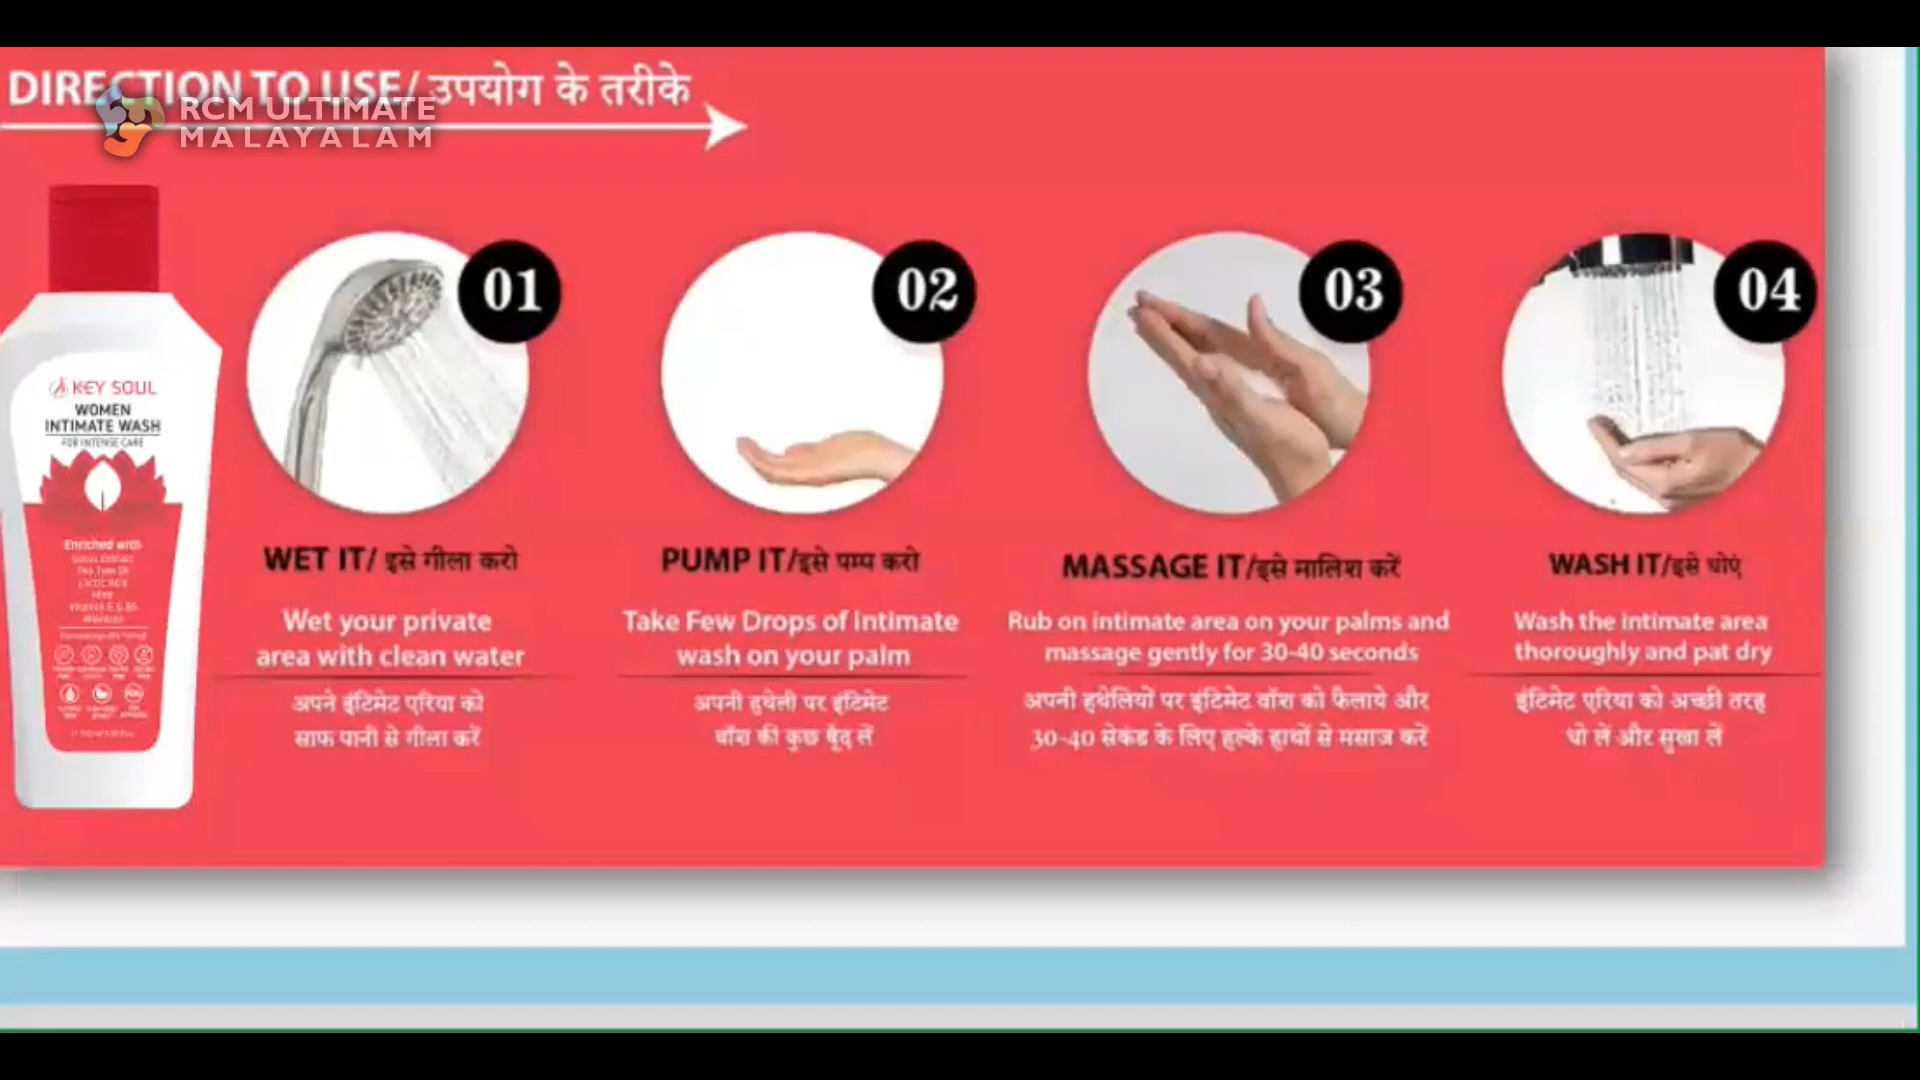 DIRECTION TO USE/ उपयोग के तरीके
RCM ULTIMATE
MALAYALAM
KEY SOUL
WOMEN
INTIMATE WASH
FOR INTENSE CARE
Enriched with
Tea Tree Oil
01
WET IT/ इसे गीला करो
Wet your private
area with clean water
अपने इंटिमेट एरिया को
साफ पानी से गीला करें
02
PUMP IT/इसे पम्प करो
Take Few Drops of Intimate
wash on your palm
अपनी हथेली पर इंटिमेट
वॉश की कुछ बूँद लें
03
MASSAGE IT/इसे मालिश करें
Rub on intimate area on your palms and
massage gently for 30-40 seconds
अपनी हथेलियों पर इंटिमेट वॉश को फैलाये और
30-40 सेकंड के लिए हल्के हाथों से मसाज करें
04
WASH IT/इसे धोएं
Wash the intimate area
thoroughly and pat dry
इंटिमेट एरिया को अच्छी तरह
धो लें और सुखा लें